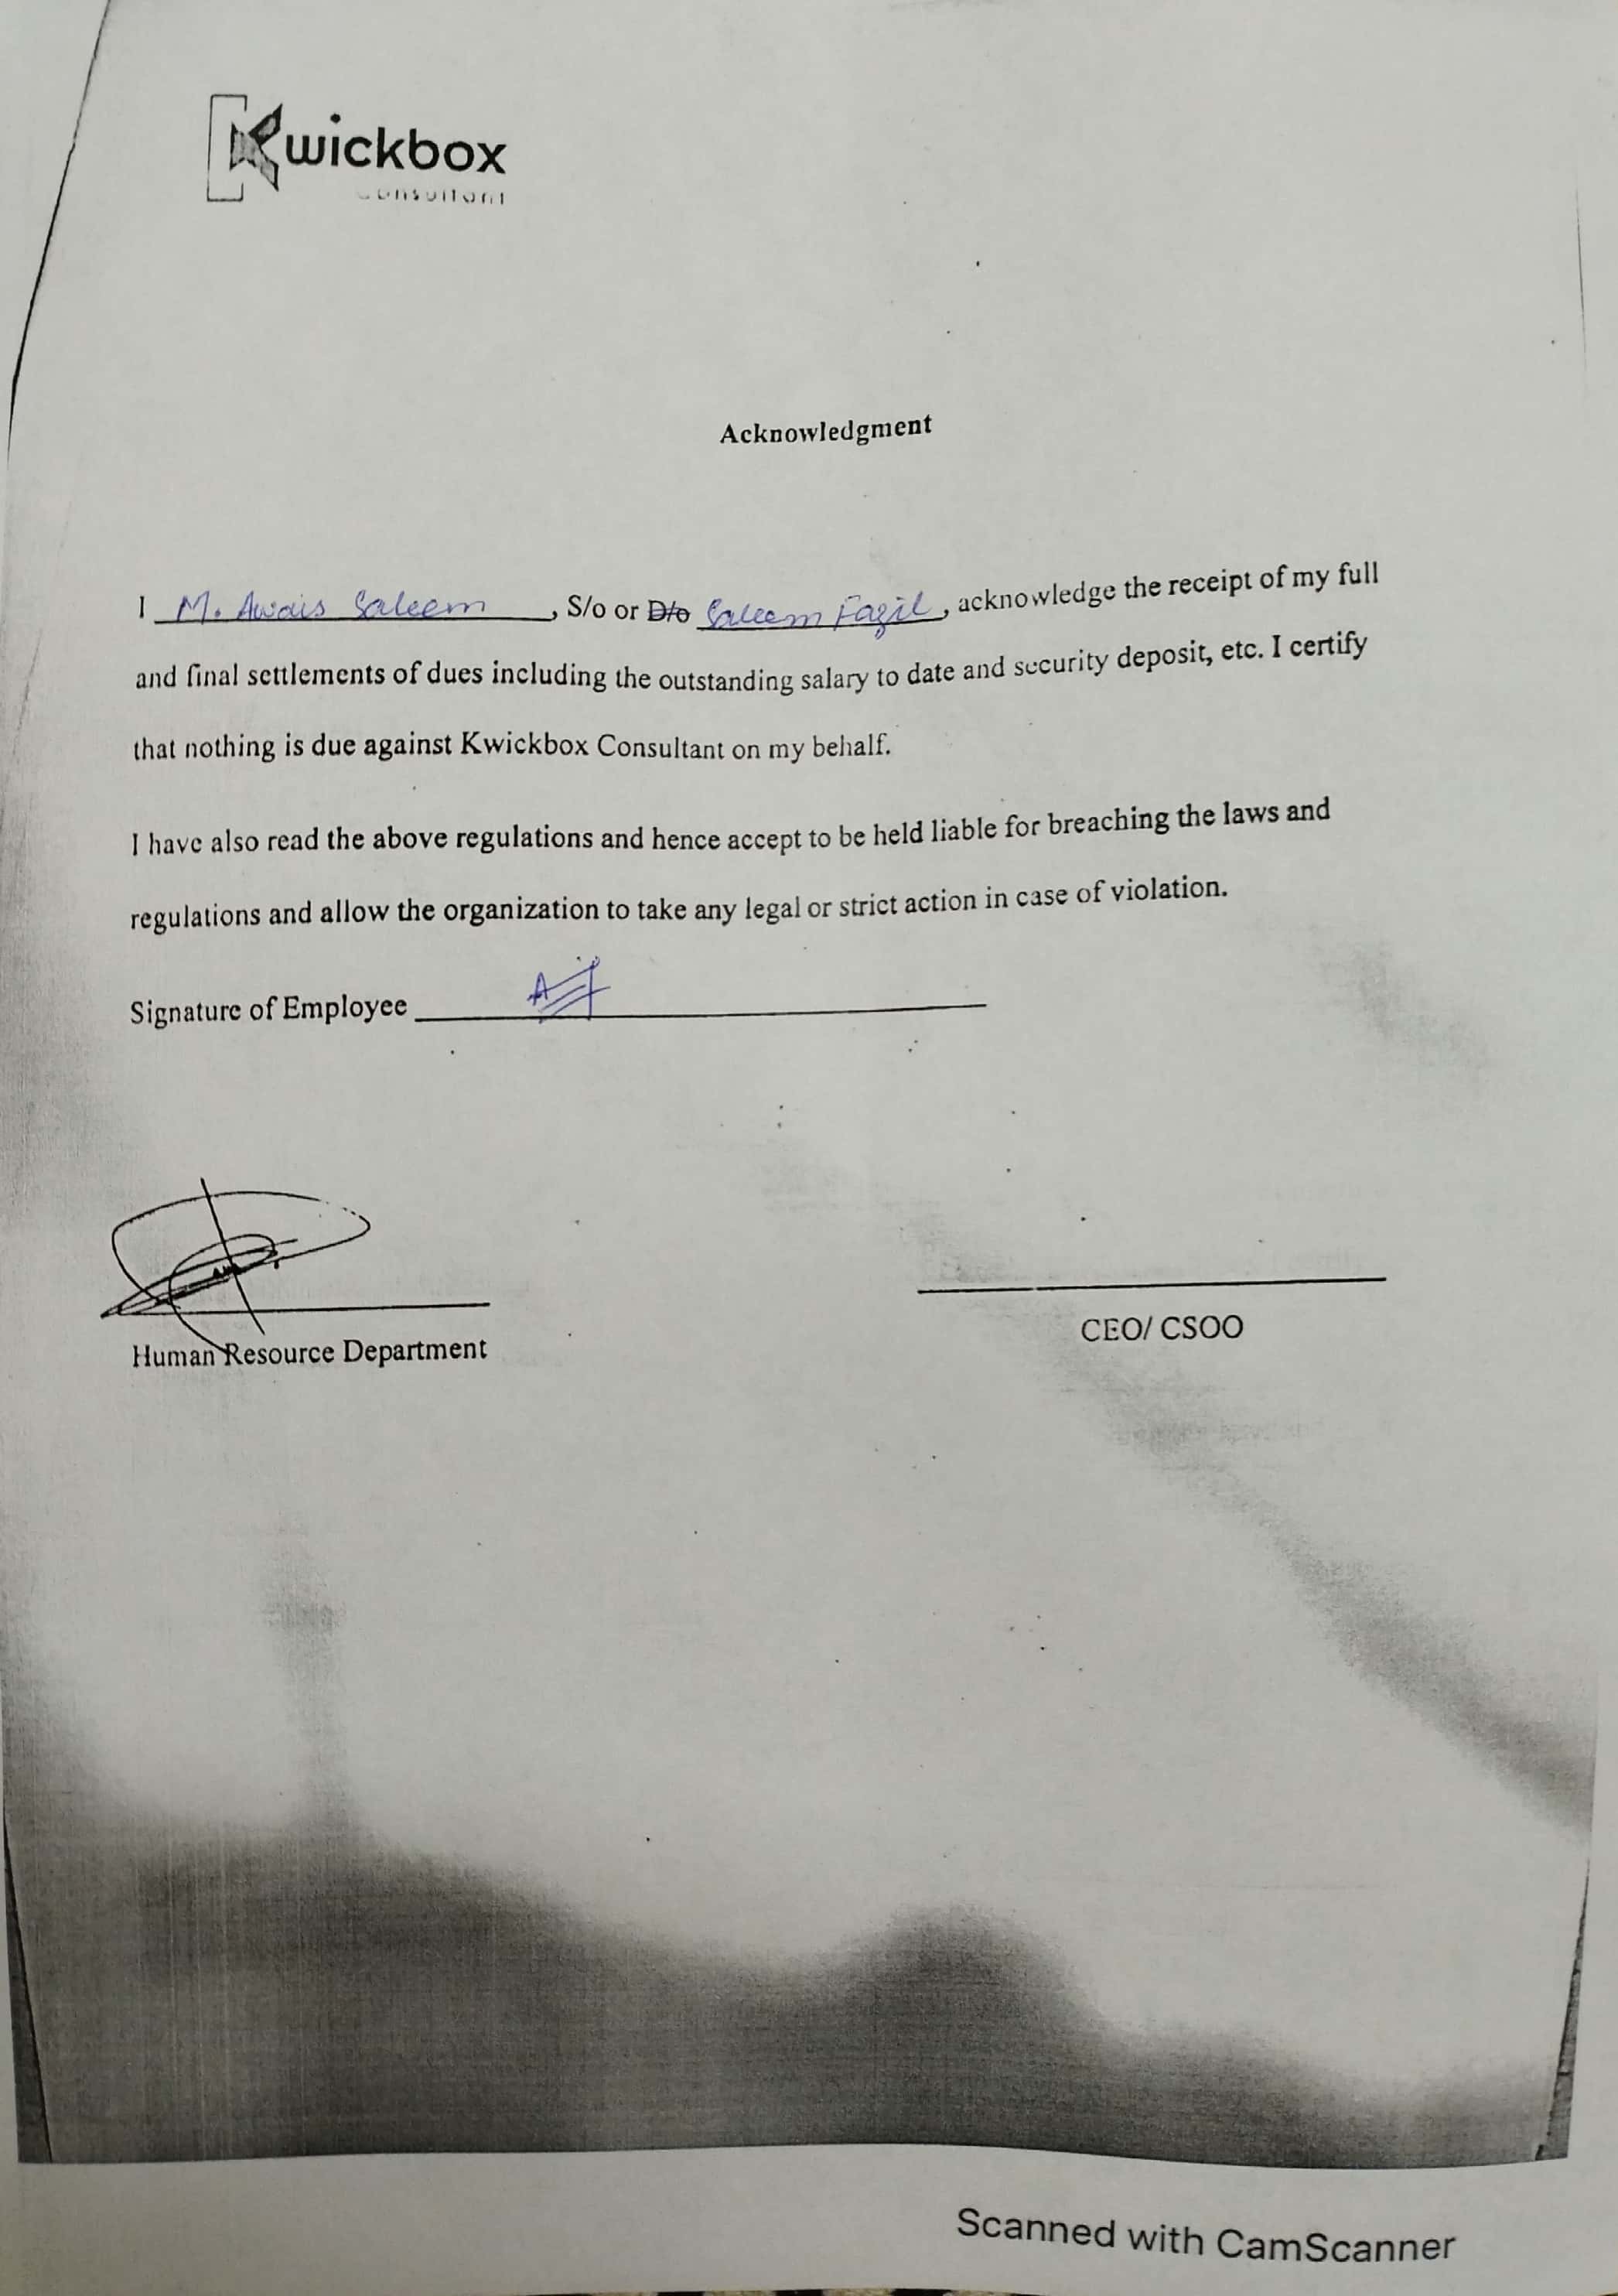 Kwickbox
Consultant
Acknowledgment
I M. Awais Saleem, S/o or D/o Saleem Fazil, acknowledge the receipt of my full
and final settlements of dues including the outstanding salary to date and security deposit, etc. I certify
that nothing is due against Kwickbox Consultant on my behalf.
I have also read the above regulations and hence accept to be held liable for breaching the laws and
regulations and allow the organization to take any legal or strict action in case of violation.
Signature of Employee
Human Resource Department
CEO/ CSOO
Scanned with CamScanner